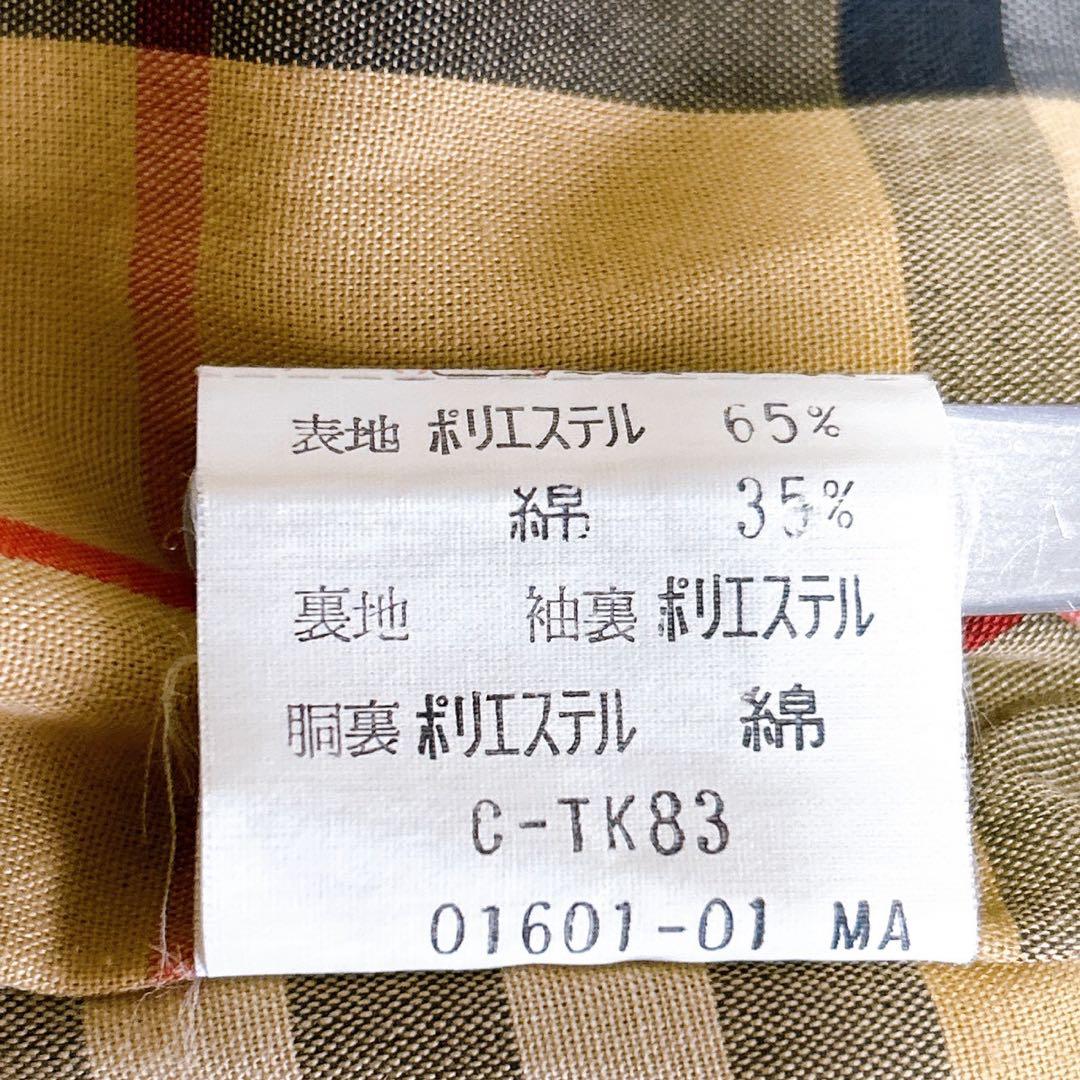 表地 ポリエステル 65%
綿 35%
裏地 袖裏 ポリエステル
胴裏 ポリエステル 綿
C-TK83
01601-01 MA